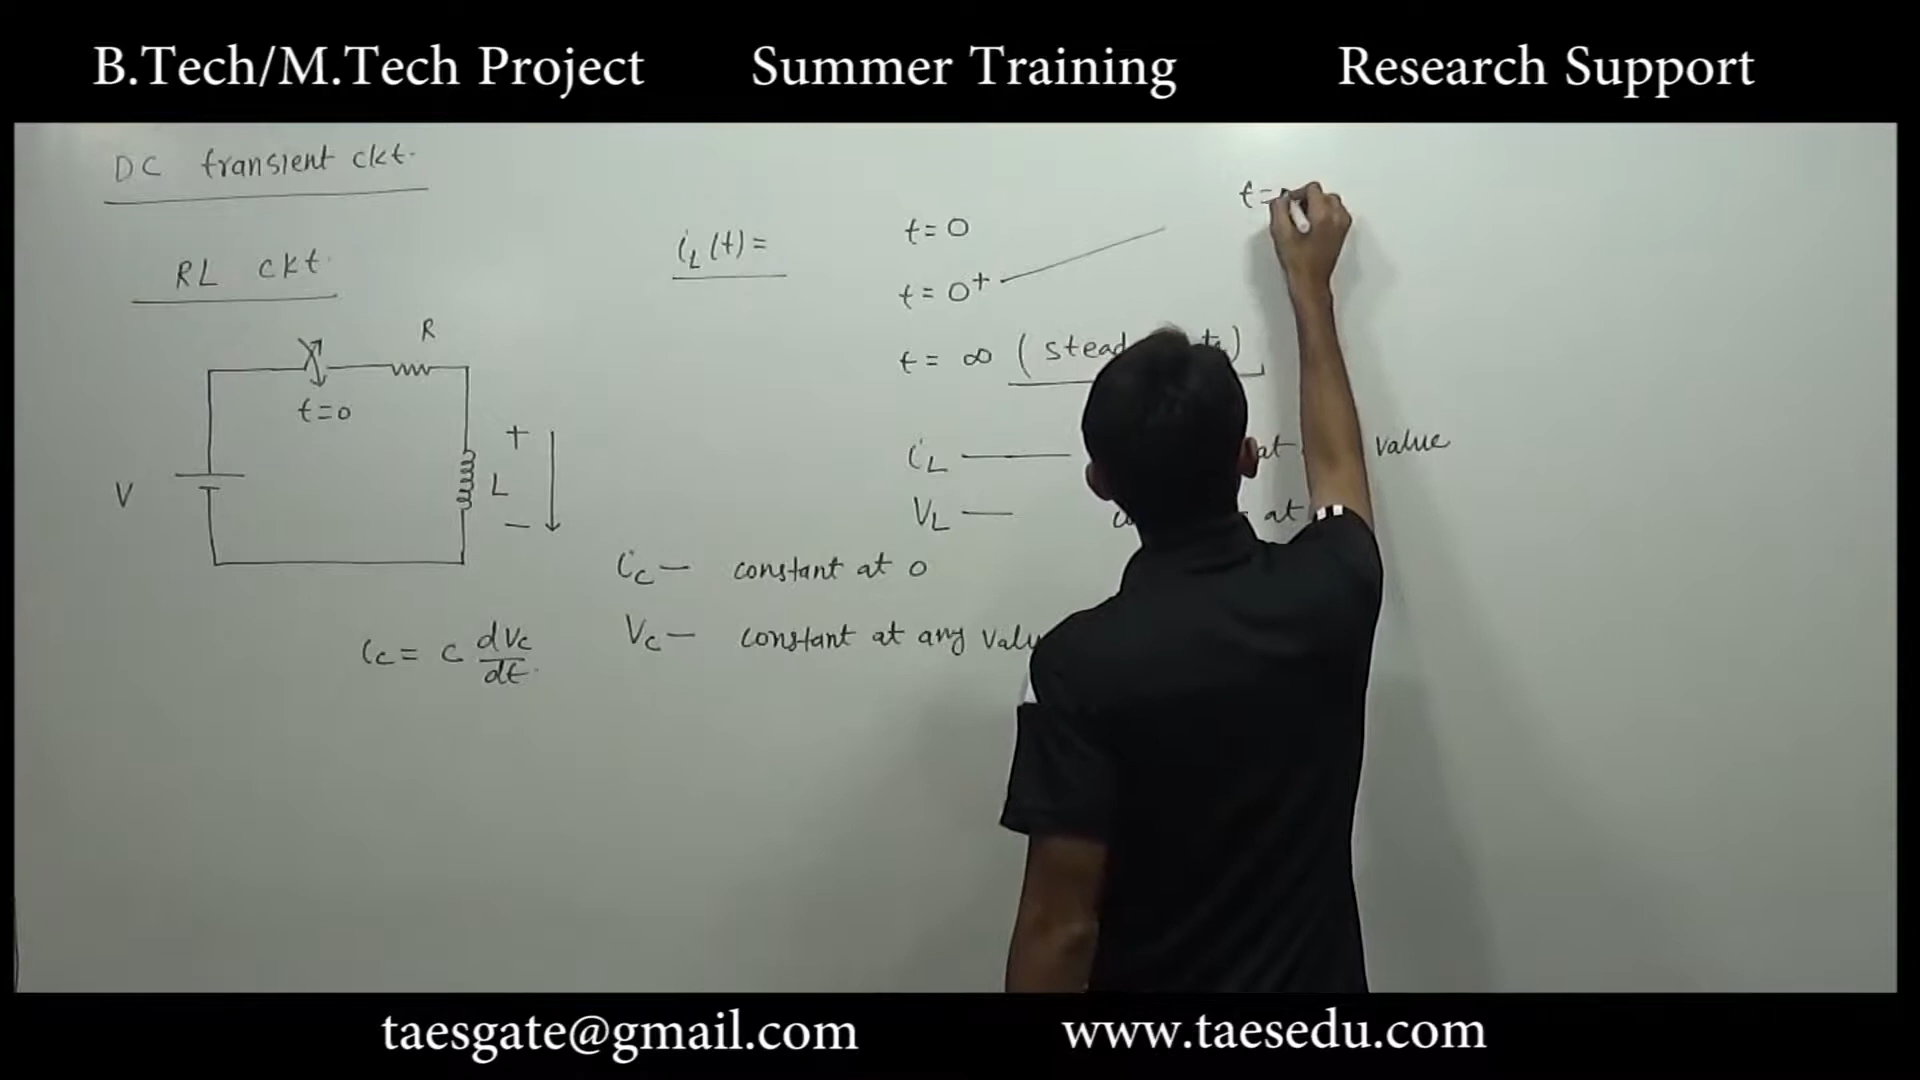 B.Tech/M.Tech Project Summer Training Research Support
DC transient ckt.
RL ckt.
R
t=0
V
+
L
-
iL(t)=
t=0
t=0+
t=∞ (
t=
iL — at value
VL — at
ic — constant at 0
Vc — constant at any
ic = c dVc/dt
taesgate@gmail.com www.taesedu.com